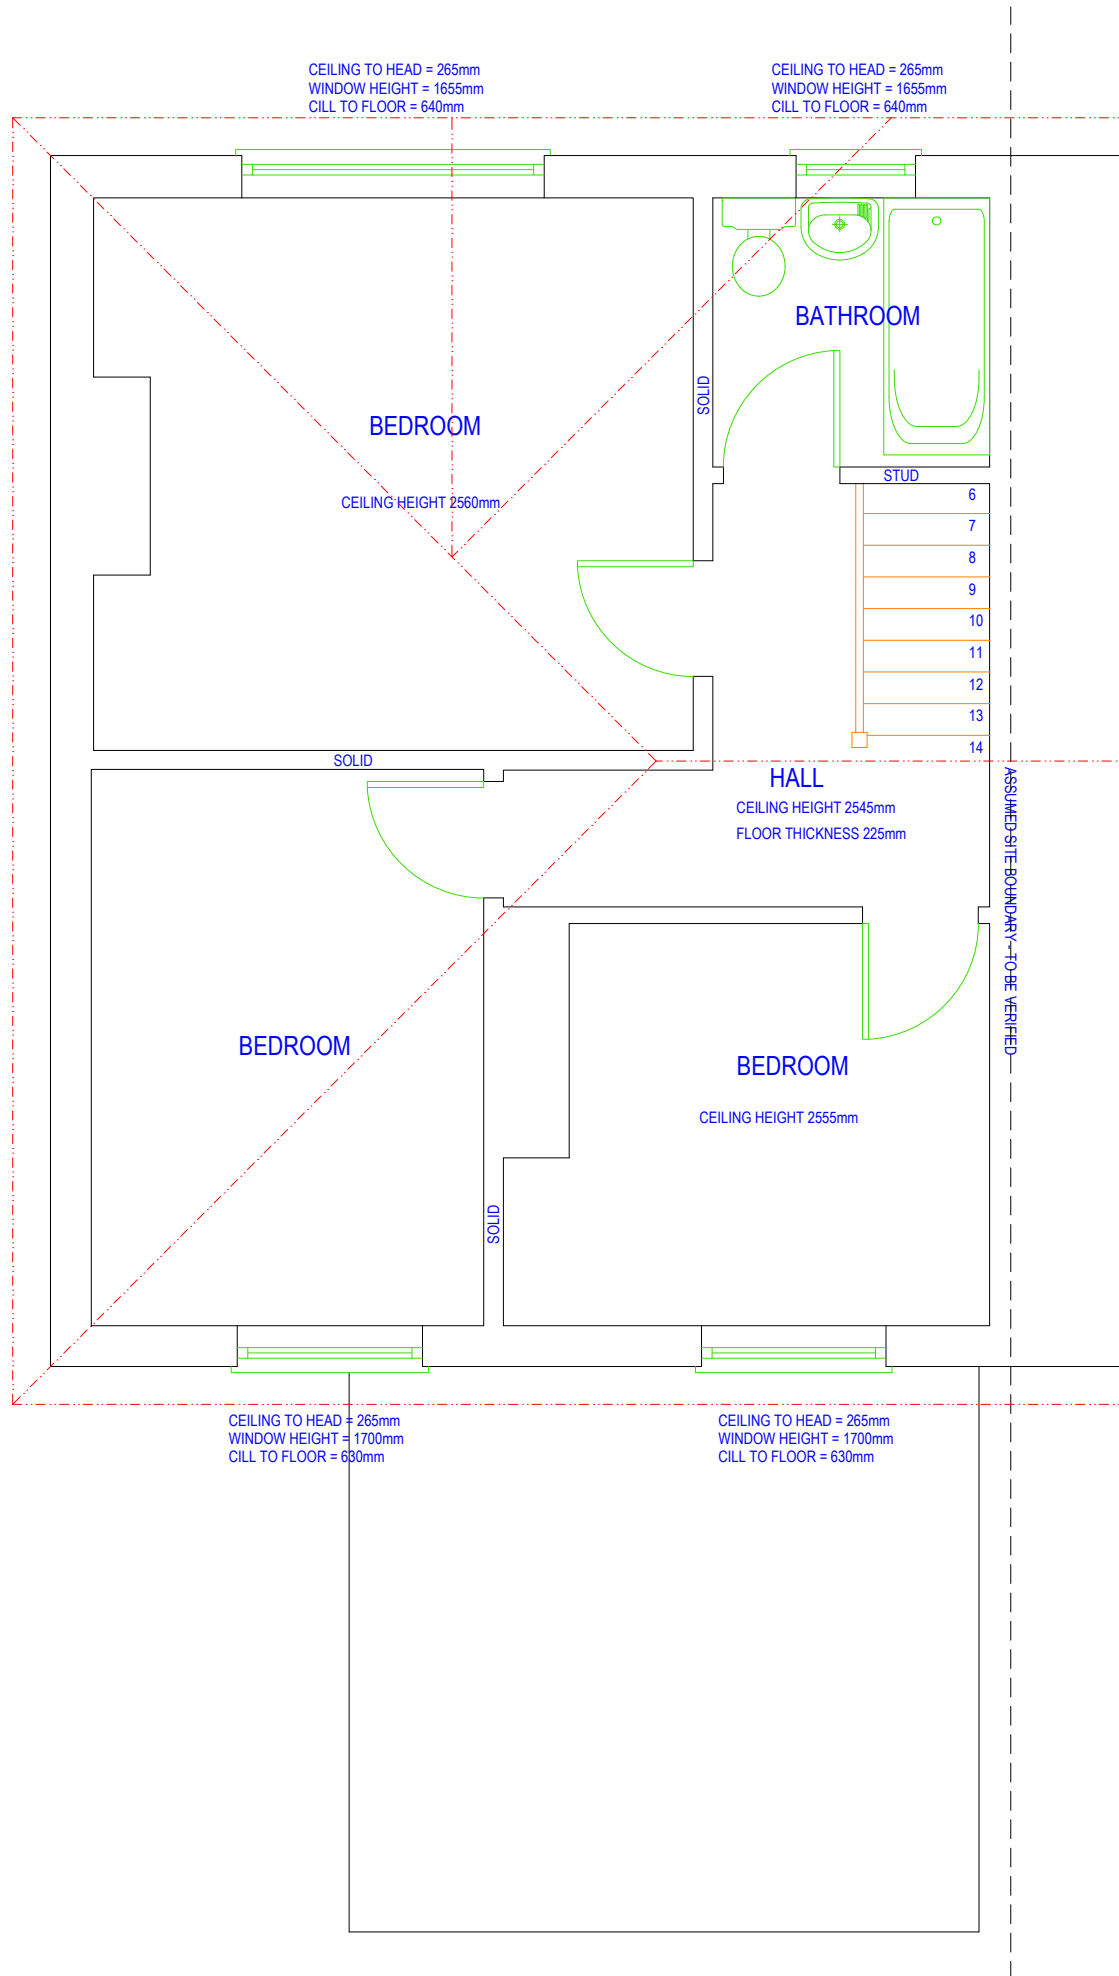 CEILING TO HEAD = 265mm
WINDOW HEIGHT = 1655mm
CILL TO FLOOR = 640mm
CEILING TO HEAD = 265mm
WINDOW HEIGHT = 1655mm
CILL TO FLOOR = 640mm
BATHROOM
SOLID
BEDROOM
CEILING HEIGHT 2560mm
STUD
6
7
8
9
10
11
12
13
14
SOLID
HALL
CEILING HEIGHT 2545mm
FLOOR THICKNESS 225mm
ASSUMED SITE BOUNDARY - TO BE VERIFIED
BEDROOM
BEDROOM
CEILING HEIGHT 2555mm
SOLID
CEILING TO HEAD = 265mm
WINDOW HEIGHT = 1700mm
CILL TO FLOOR = 630mm
CEILING TO HEAD = 265mm
WINDOW HEIGHT = 1700mm
CILL TO FLOOR = 630mm